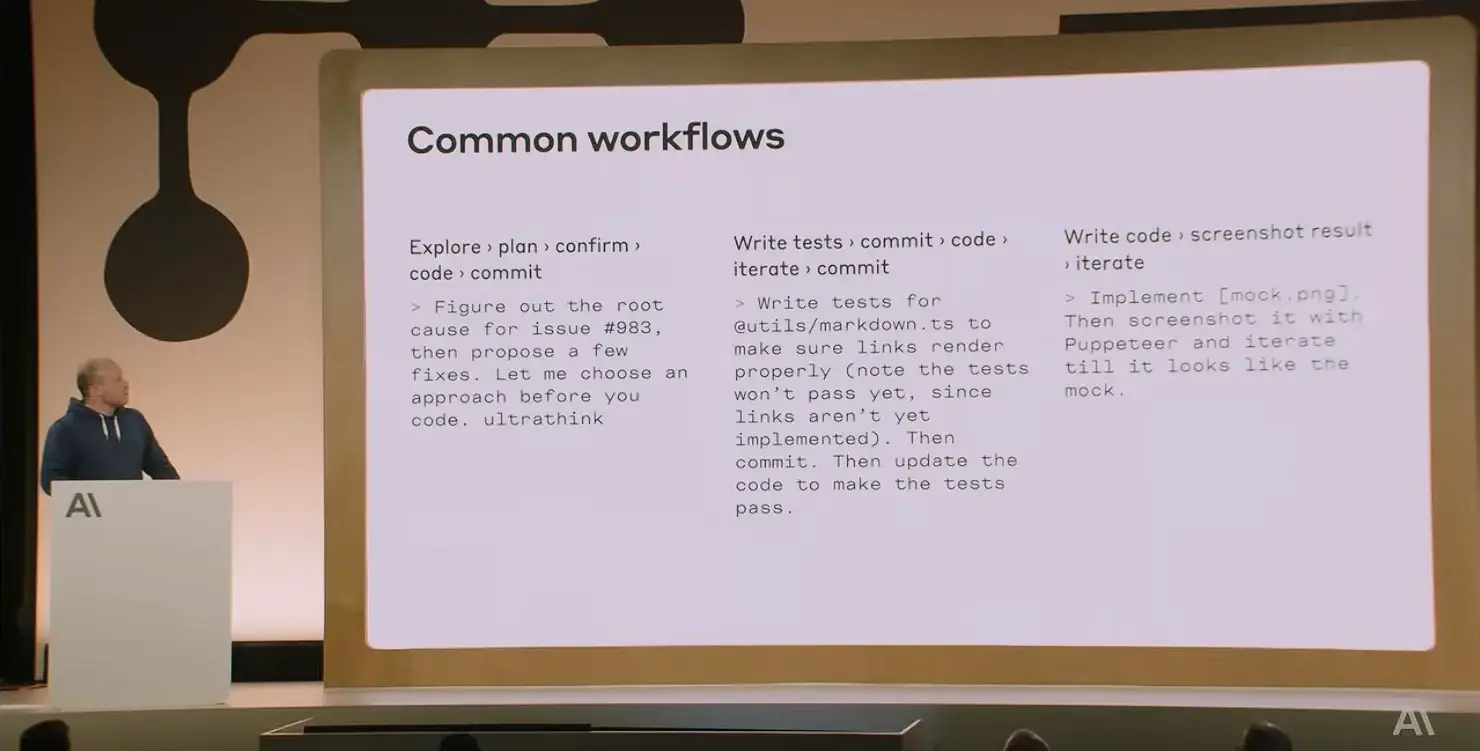 Common workflows
Explore › plan › confirm ›
code › commit
> Figure out the root
cause for issue #983,
then propose a few
fixes. Let me choose an
approach before you
code. ultrathink
Write tests › commit › code ›
iterate › commit
> Write tests for
@utils/markdown.ts to
make sure links render
properly (note the tests
won’t pass yet, since
links aren’t yet
implemented). Then
commit. Then update the
code to make the tests
pass.
Write code › screenshot result
› iterate
> Implement [mock.png].
Then screenshot it with
Puppeteer and iterate
till it looks like the
mock.
A\
A\